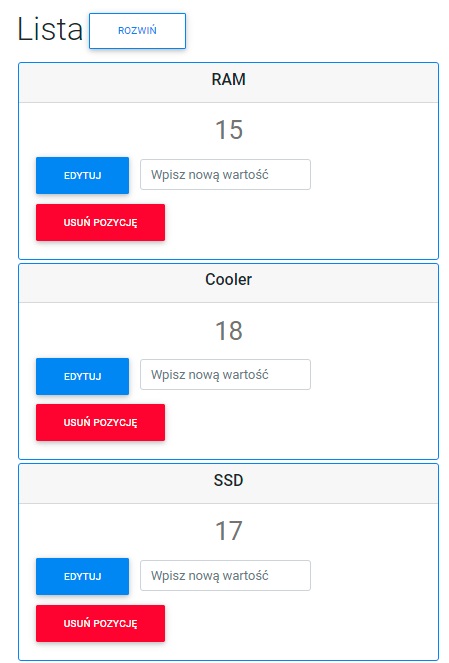 Lista ROZWIŃ
RAM
15
EDYTUJ Wpisz nową wartość
USUŃ POZYCJĘ
Cooler
18
EDYTUJ Wpisz nową wartość
USUŃ POZYCJĘ
SSD
17
EDYTUJ Wpisz nową wartość
USUŃ POZYCJĘ